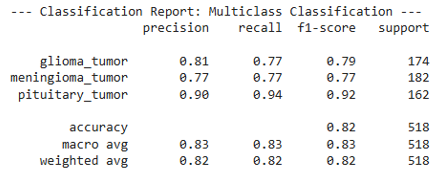 --- Classification Report: Multiclass Classification ---
precision recall f1-score support
glioma_tumor 0.81 0.77 0.79 174
meningioma_tumor 0.77 0.77 0.77 182
pituitary_tumor 0.90 0.94 0.92 162
accuracy 0.82 518
macro avg 0.83 0.83 0.83 518
weighted avg 0.82 0.82 0.82 518